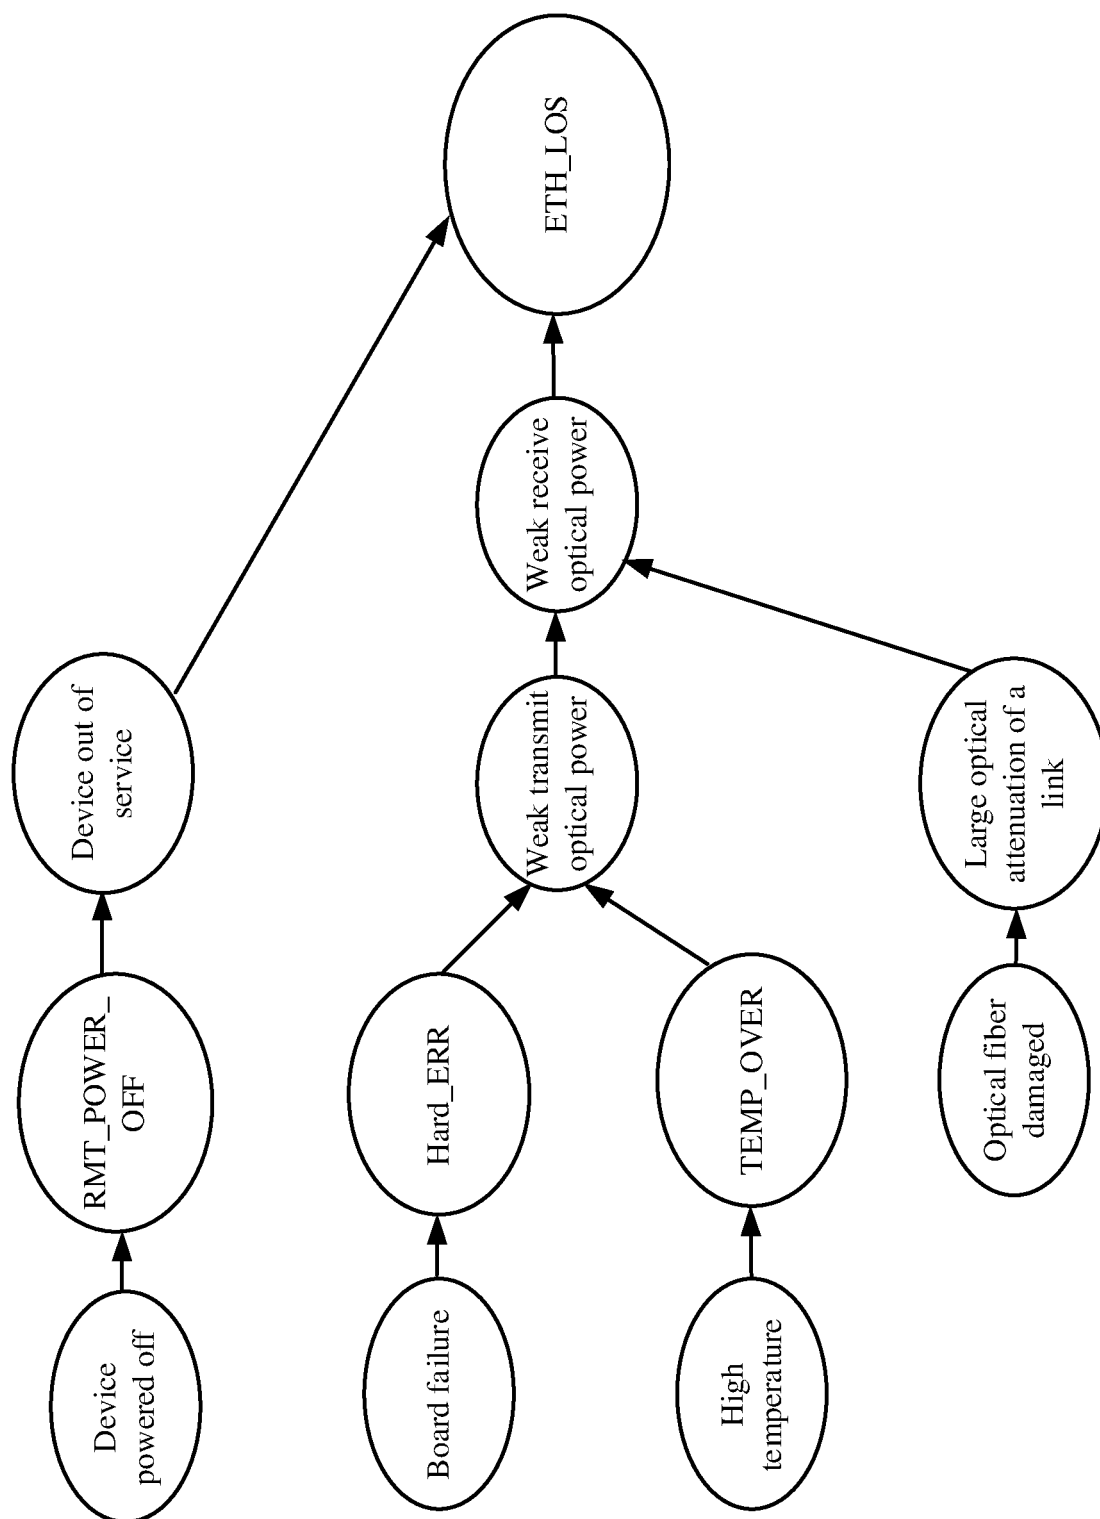 Device
powered off
RMT_POWER_
OFF
Device out of
service
Board failure
Hard_ERR
High
temperature
TEMP_OVER
Weak transmit
optical power
Weak receive
optical power
ETH_LOS
Optical fiber
damaged
Large optical
attenuation of a
link